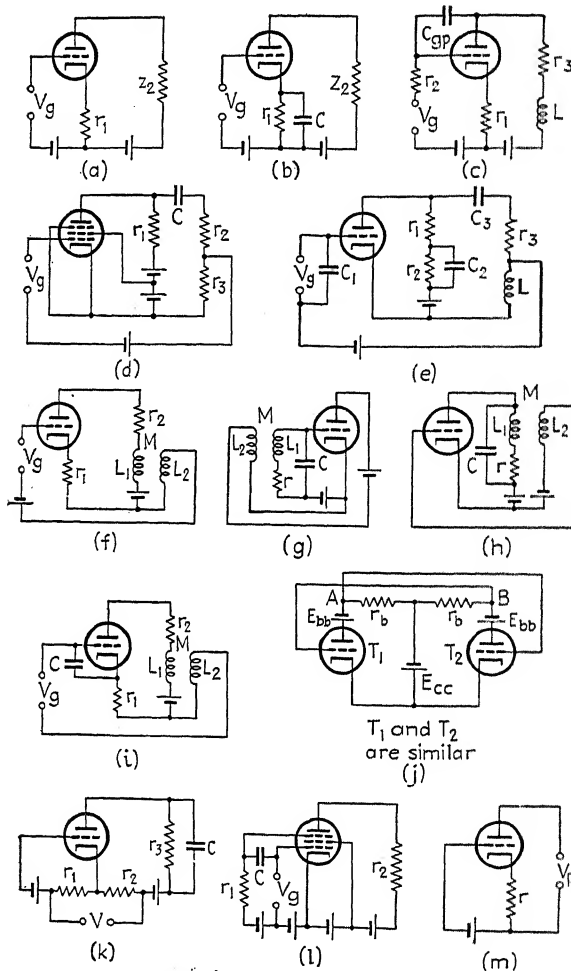 V_g r_1 Z_2
(a)
V_g r_1 C Z_2
(b)
C_gp r_2 V_g r_1 r_3 L
(c)
V_g C r_1 r_2 r_3
(d)
V_g C_1 r_1 r_2 C_2 C_3 r_3 L
(e)
V_g r_1 r_2 M L_1 L_2
(f)
M L_2 L_1 C r
(g)
M L_1 C r L_2
(h)
V_g C r_1 r_2 M L_1 L_2
(i)
A r_b r_b B
E_bb E_bb
T_1 T_2
E_cc
T_1 and T_2
are similar
(j)
r_1 r_2 r_3 C
V
(k)
r_1 C V_g r_2
(l)
r V_p
(m)